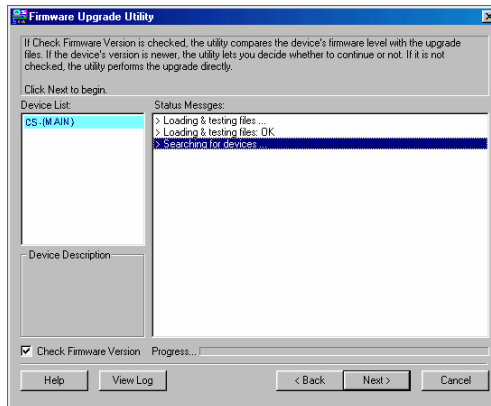 Firmware Upgrade Utility
If Check Firmware Version is checked, the utility compares the device's firmware level with the upgrade
files. If the device's version is newer, the utility lets you decide whether to continue or not. If it is not
checked, the utility performs the upgrade directly.
Click Next to begin.
Device List: Status Messges:
CS-(MAIN)
> Loading & testing files ...
> Loading & testing files: OK
> Searching for devices ...
Device Description
Check Firmware Version Progress...
Help View Log < Back Next > Cancel